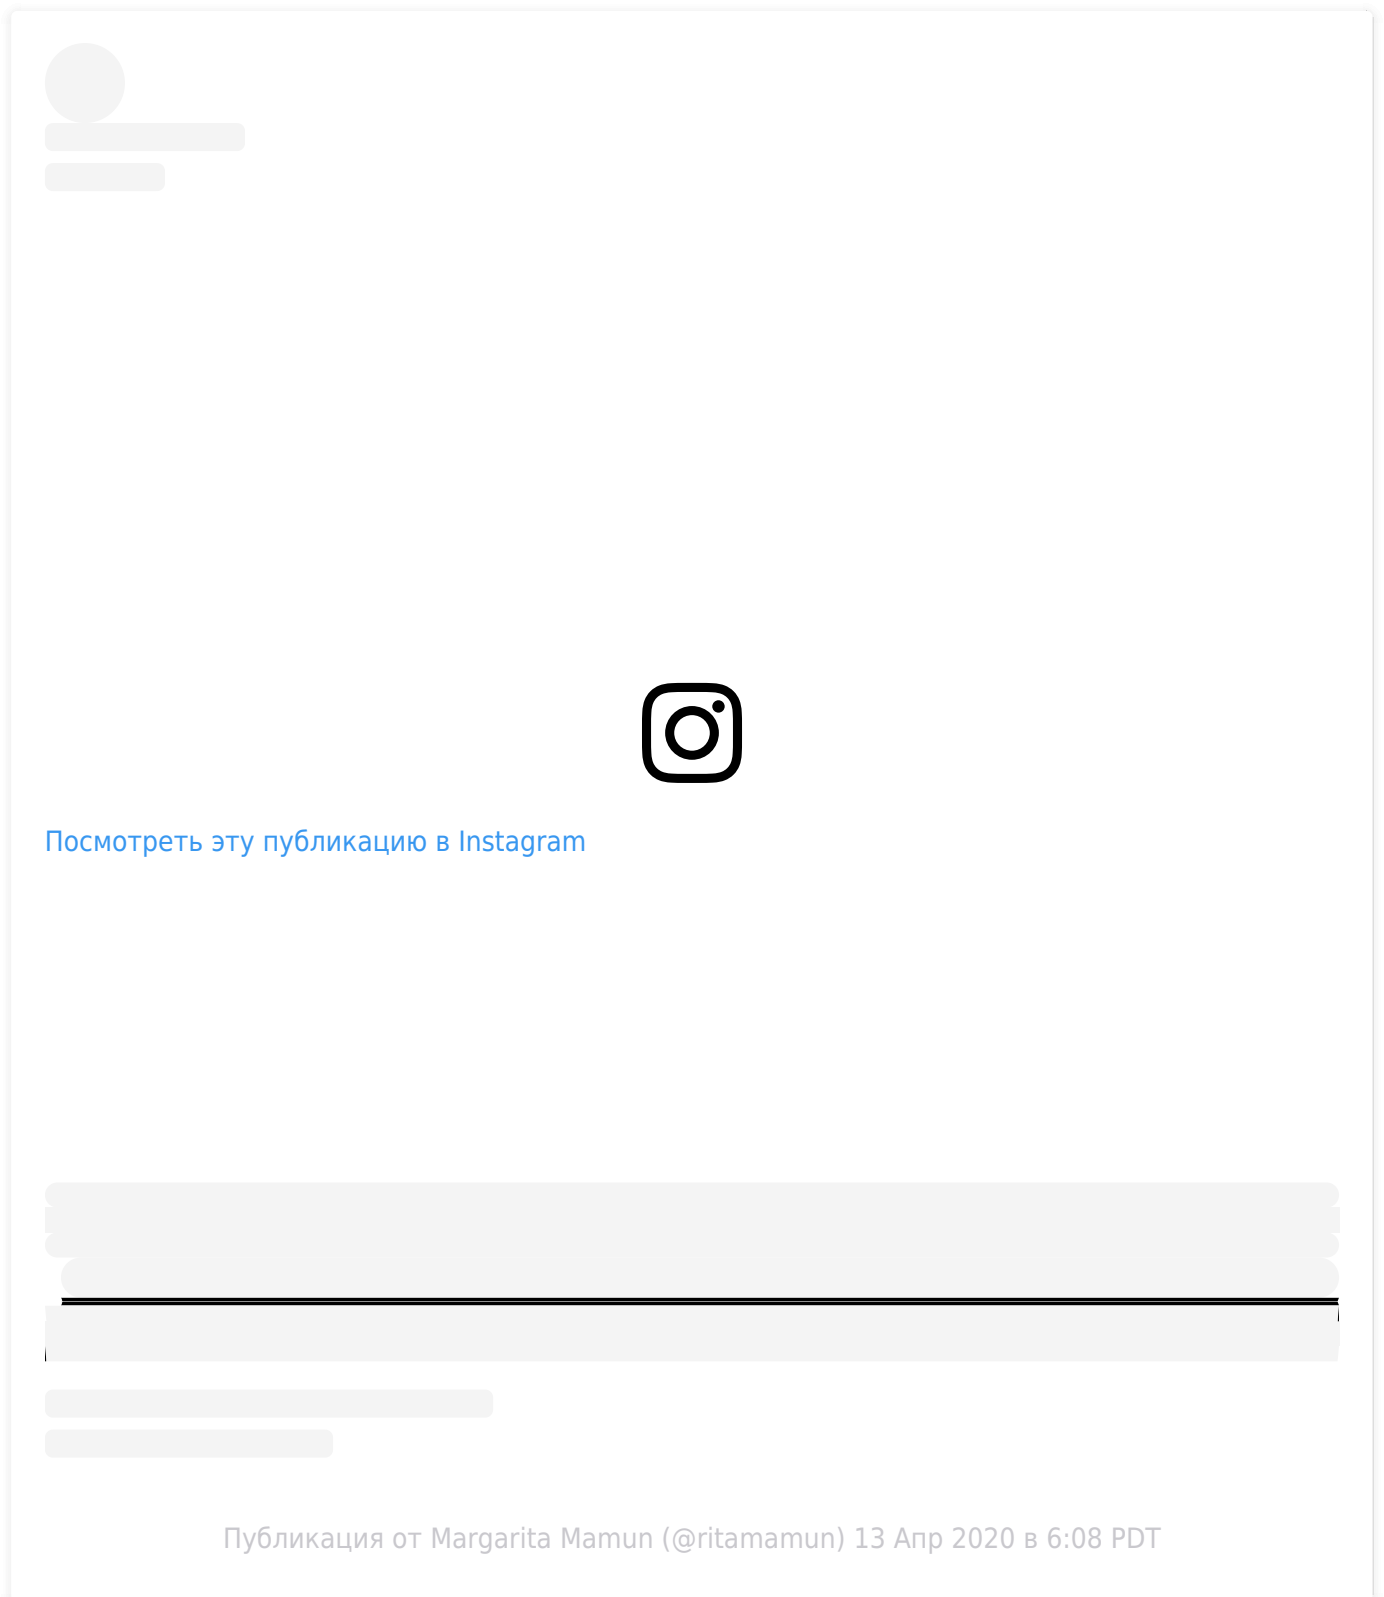 Посмотреть эту публикацию в Instagram
Публикация от Margarita Mamun (@ritamamun) 13 Апр 2020 в 6:08 PDT